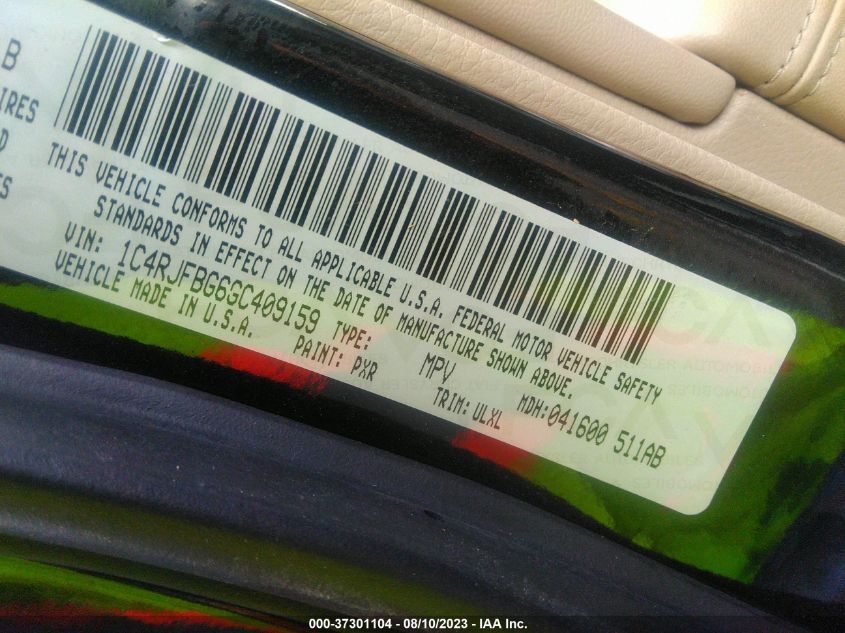 B
IRES
D
ES
THIS VEHICLE CONFORMS TO ALL APPLICABLE U.S.A. FEDERAL MOTOR VEHICLE SAFETY
STANDARDS IN EFFECT ON THE DATE OF MANUFACTURE SHOWN ABOVE.
VIN: 1C4RJFBG6GC409159 TYPE: MPV MDH:041600 511AB
VEHICLE MADE IN U.S.A. PAINT: PXR TRIM: ULXL
000-37301104 - 08/10/2023 - IAA Inc.